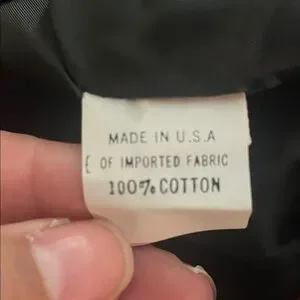 MADE IN U.S.A
OF IMPORTED FABRIC
100% COTTON